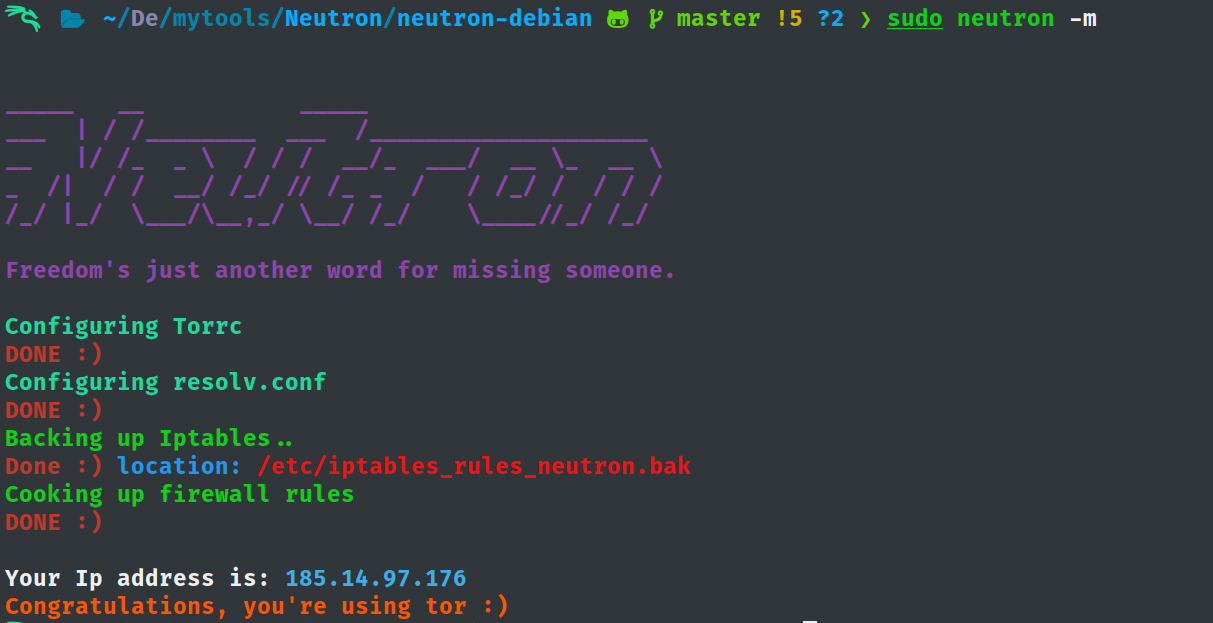 ~/De/mytools/Neutron/neutron-debian master !5 ?2 ❯ sudo neutron -m
Neutron
Freedom's just another word for missing someone.
Configuring Torrc
DONE :)
Configuring resolv.conf
DONE :)
Backing up Iptables..
Done :) location: /etc/iptables_rules_neutron.bak
Cooking up firewall rules
DONE :)
Your Ip address is: 185.14.97.176
Congratulations, you're using tor :)